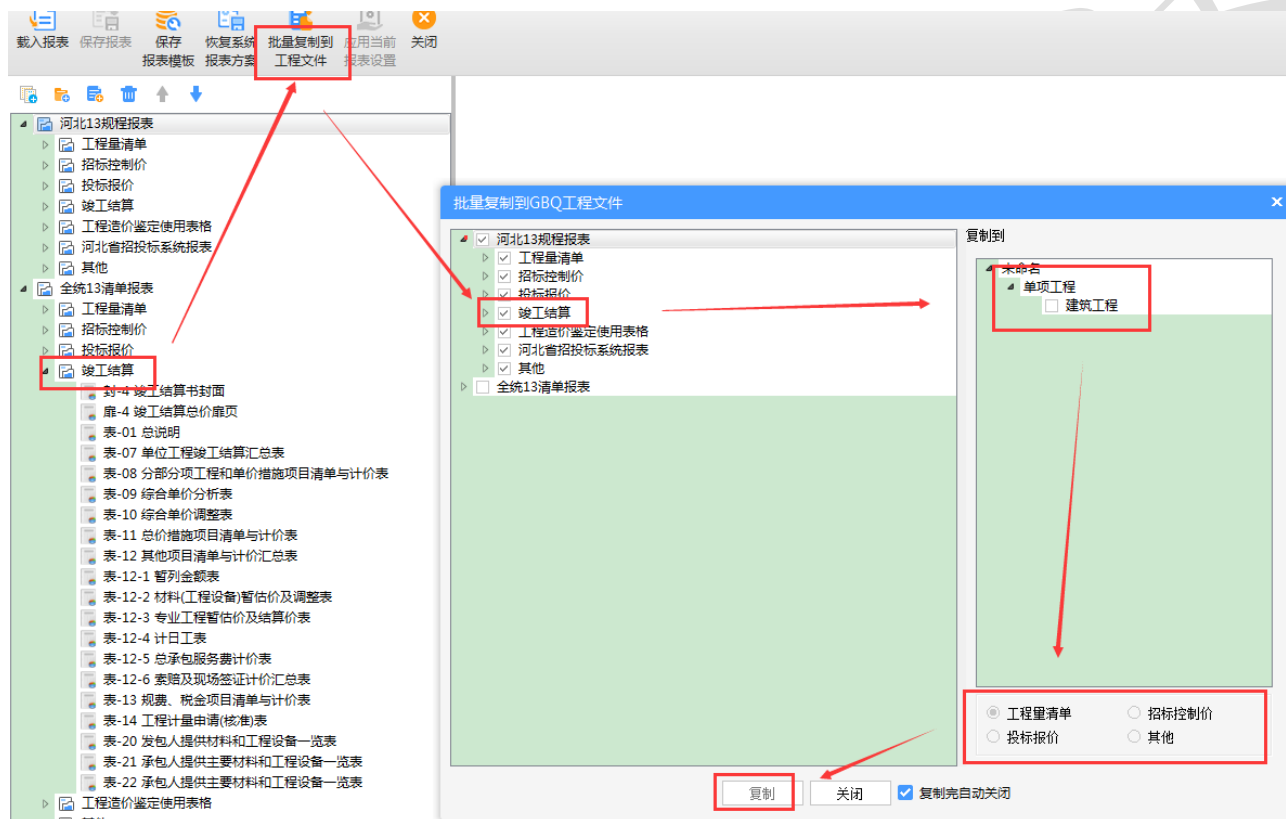 载入报表 保存报表 保存 报表模板 恢复系统 报表方案 批量复制到 工程文件 应用当前 报表设置 关闭
河北13规程报表
工程量清单
招标控制价
投标报价
竣工结算
工程造价鉴定使用表格
河北省招投标系统报表
其他
全统13清单报表
工程量清单
招标控制价
投标报价
竣工结算
封-4 竣工结算书封面
扉-4 竣工结算总价扉页
表-01 总说明
表-07 单位工程竣工结算汇总表
表-08 分部分项工程和单价措施项目清单与计价表
表-09 综合单价分析表
表-10 综合单价调整表
表-11 总价措施项目清单与计价表
表-12 其他项目清单与计价汇总表
表-12-1 暂列金额表
表-12-2 材料(工程设备)暂估价及调整表
表-12-3 专业工程暂估价及结算价表
表-12-4 计日工表
表-12-5 总承包服务费计价表
表-12-6 索赔及现场签证计价汇总表
表-13 规费、税金项目清单与计价表
表-14 工程计量申请(核准)表
表-20 发包人提供材料和工程设备一览表
表-21 承包人提供主要材料和工程设备一览表
表-22 承包人提供主要材料和工程设备一览表
工程造价鉴定使用表格
批量复制到GBQ工程文件
河北13规程报表
工程量清单
招标控制价
投标报价
竣工结算
工程造价鉴定使用表格
河北省招投标系统报表
其他
全统13清单报表
复制到
未命名
单项工程
建筑工程
工程量清单 招标控制价
投标报价 其他
复制 关闭 复制完自动关闭